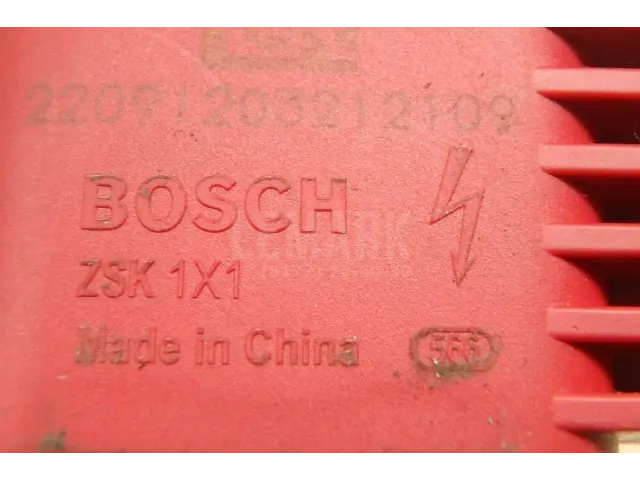 22091203212109
BOSCH
ZSK 1X1
Made in China
566